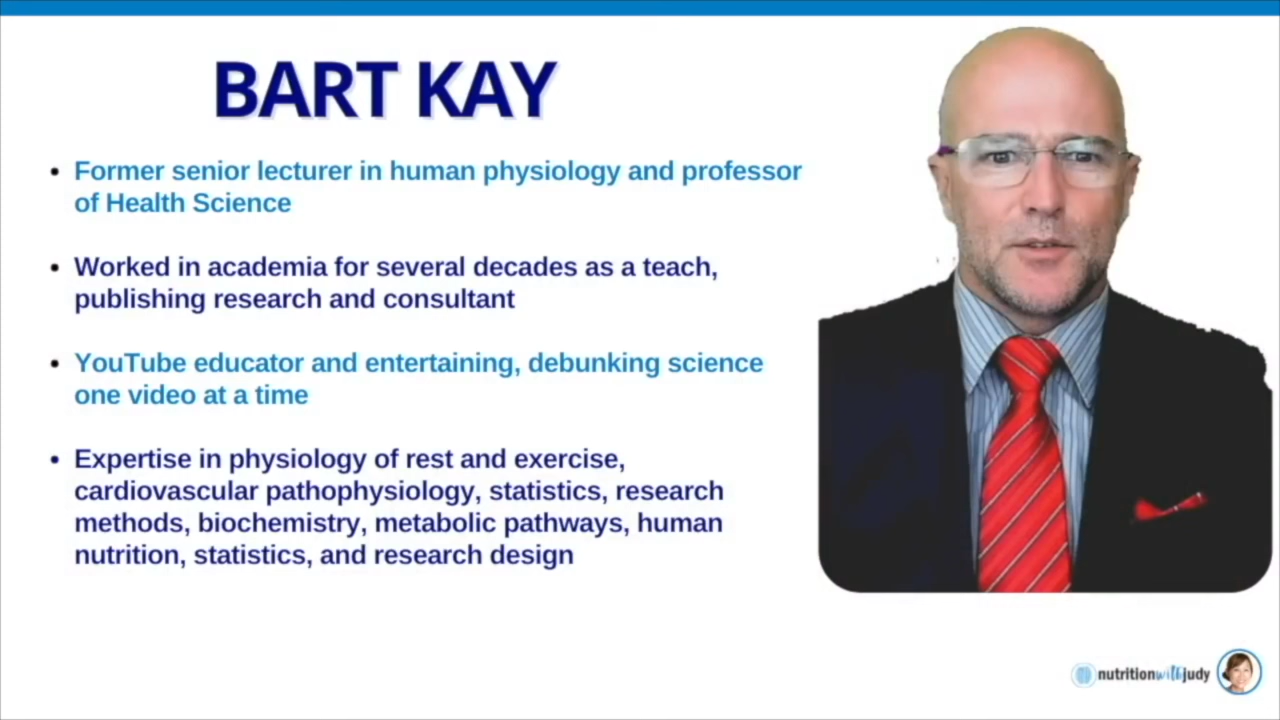 BART KAY
• Former senior lecturer in human physiology and professor
of Health Science
• Worked in academia for several decades as a teach,
publishing research and consultant
• YouTube educator and entertaining, debunking science
one video at a time
• Expertise in physiology of rest and exercise,
cardiovascular pathophysiology, statistics, research
methods, biochemistry, metabolic pathways, human
nutrition, statistics, and research design
nutritionwithjudy